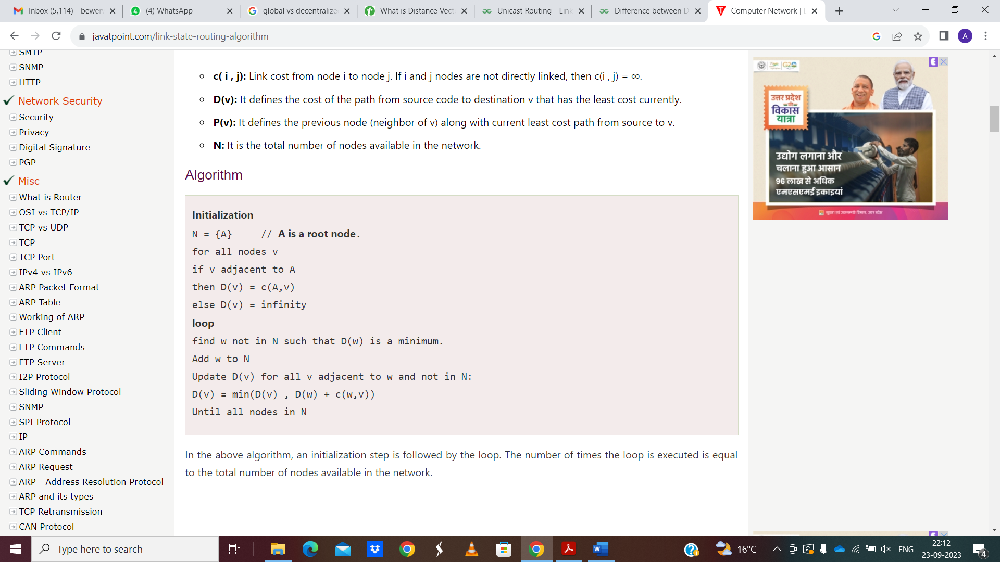 Inbox (5,114) - bewer
(4) WhatsApp
global vs decentralize
What is Distance Vect
Unicast Routing - Link
Difference between D
Computer Network |
javatpoint.com/link-state-routing-algorithm
A
SMTP
SNMP
HTTP
Network Security
Security
Privacy
Digital Signature
PGP
Misc
What is Router
OSI vs TCP/IP
TCP vs UDP
TCP
TCP Port
IPv4 vs IPv6
ARP Packet Format
ARP Table
Working of ARP
FTP Client
FTP Commands
FTP Server
I2P Protocol
Sliding Window Protocol
SNMP
SPI Protocol
IP
ARP Commands
ARP Request
ARP - Address Resolution Protocol
ARP and its types
TCP Retransmission
CAN Protocol
c( i , j): Link cost from node i to node j. If i and j nodes are not directly linked, then c(i , j) = ∞.
D(v): It defines the cost of the path from source code to destination v that has the least cost currently.
P(v): It defines the previous node (neighbor of v) along with current least cost path from source to v.
N: It is the total number of nodes available in the network.
Algorithm
Initialization
N = {A}     // A is a root node.
for all nodes v
if v adjacent to A
then D(v) = c(A,v)
else D(v) = infinity
loop
find w not in N such that D(w) is a minimum.
Add w to N
Update D(v) for all v adjacent to w and not in N:
D(v) = min(D(v) , D(w) + c(w,v))
Until all nodes in N
In the above algorithm, an initialization step is followed by the loop. The number of times the loop is executed is equal
to the total number of nodes available in the network.
G20
उत्तर प्रदेश
की
विकास
यात्रा
उद्योग लगाना और
चलाना हुआ आसान
96 लाख से अधिक
एमएसएमई इकाइयां
सूचना एवं जनसम्पर्क विभाग, उत्तर प्रदेश
Type here to search
16°C
ENG
22:12
23-09-2023
4